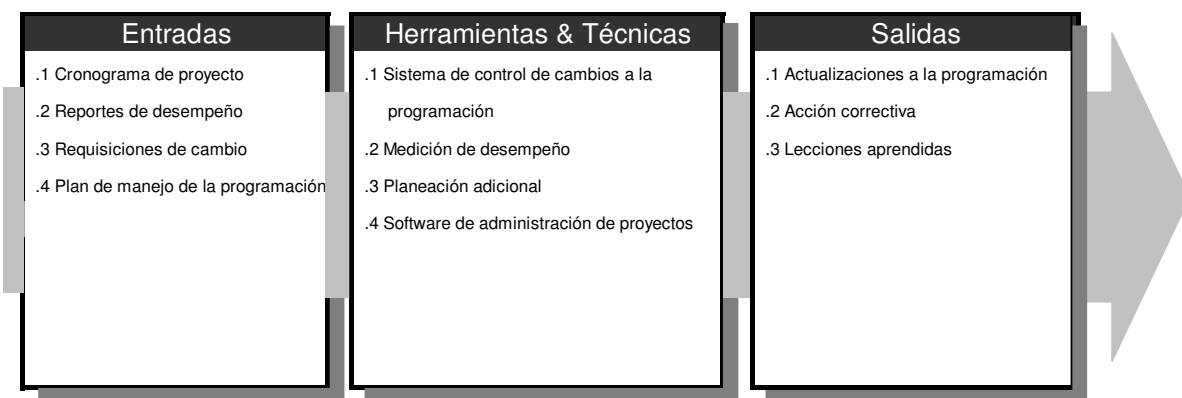 Entradas
.1 Cronograma de proyecto
.2 Reportes de desempeño
.3 Requisiciones de cambio
.4 Plan de manejo de la programación
Herramientas & Técnicas
.1 Sistema de control de cambios a la
programación
.2 Medición de desempeño
.3 Planeación adicional
.4 Software de administración de proyectos
Salidas
.1 Actualizaciones a la programación
.2 Acción correctiva
.3 Lecciones aprendidas